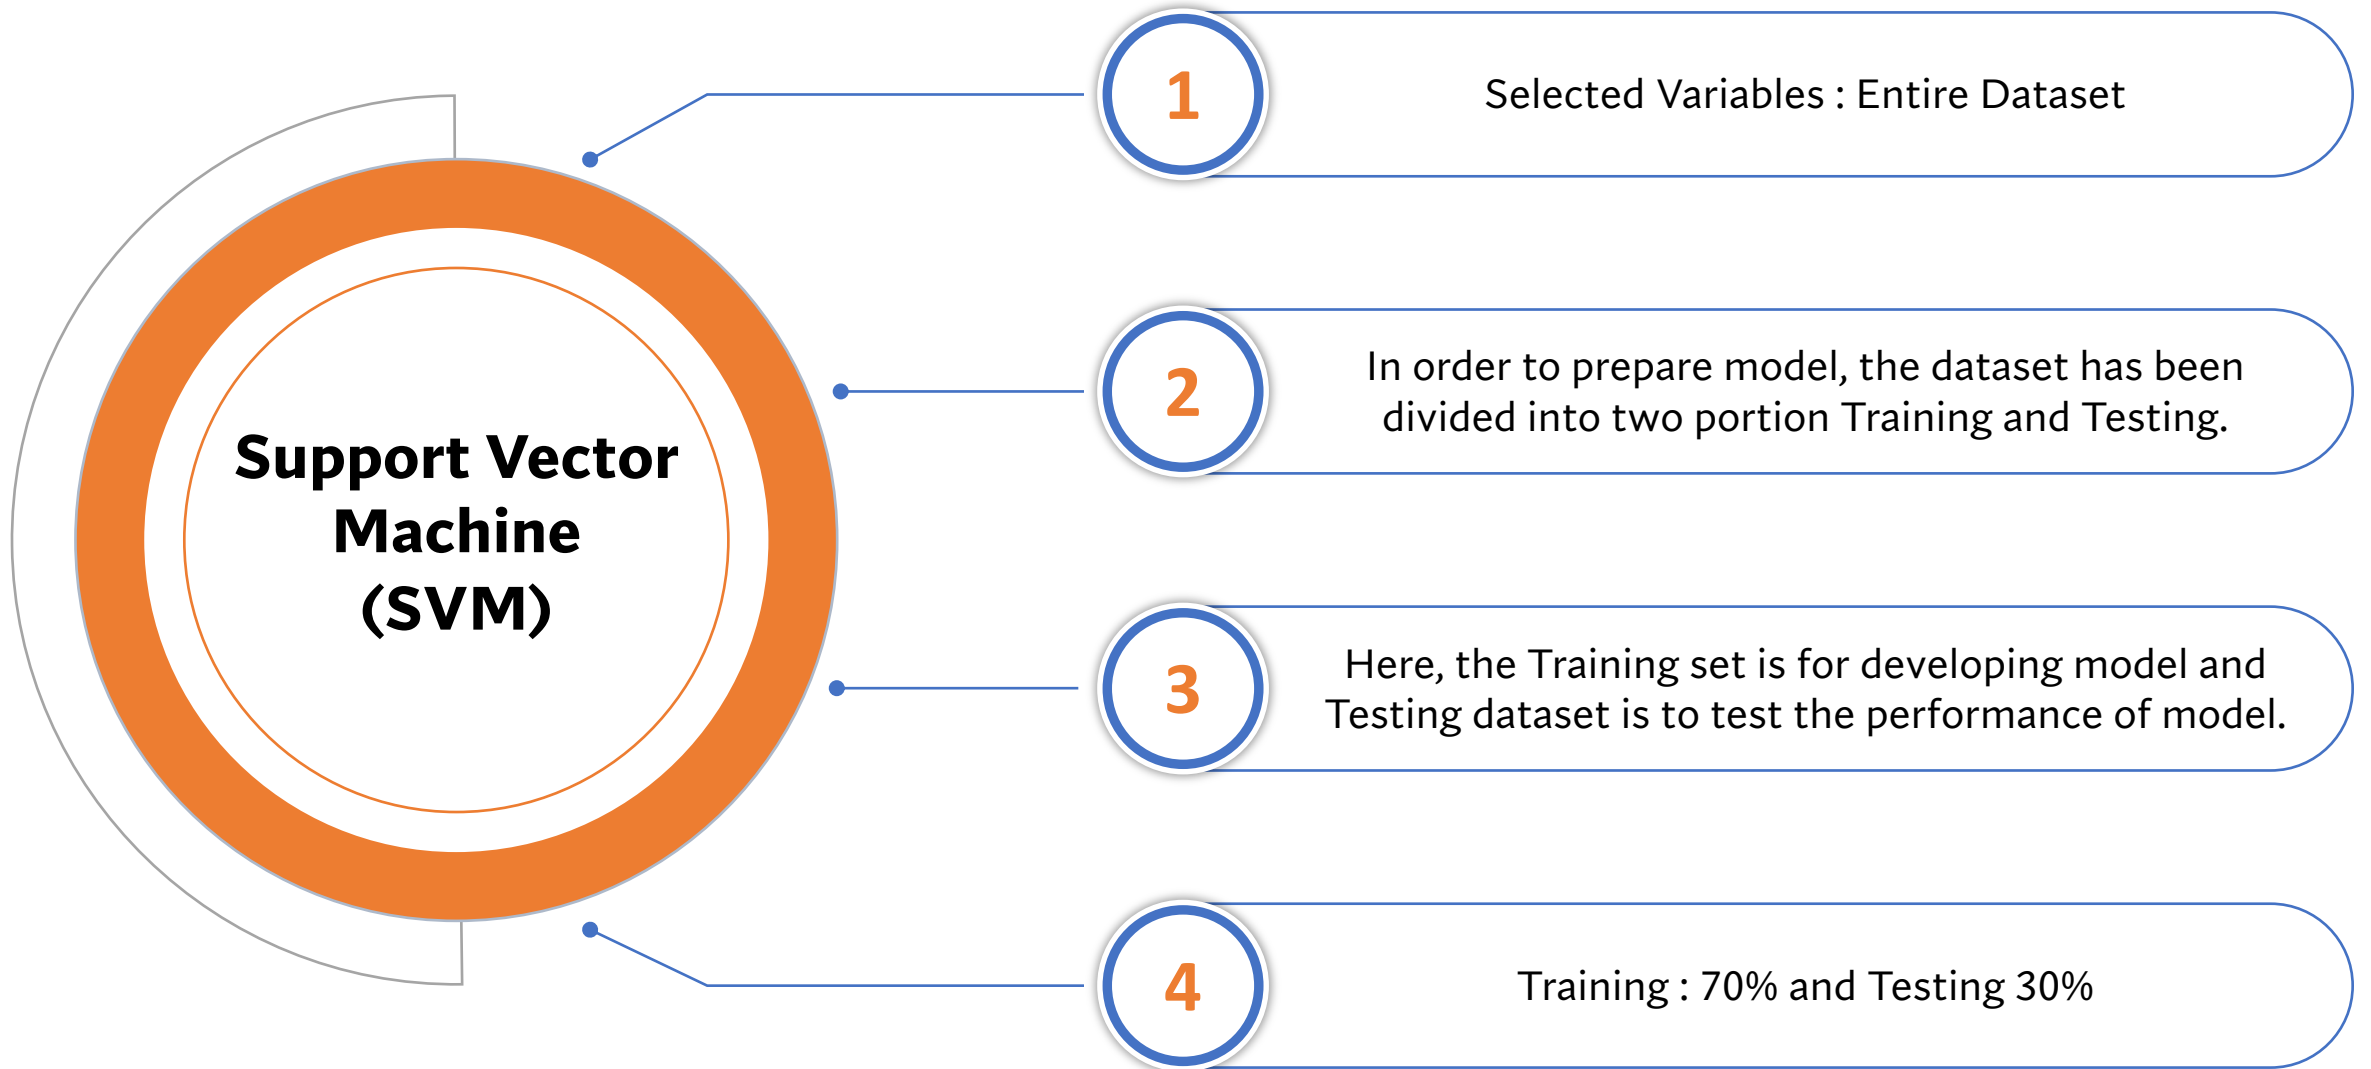 Support Vector
Machine
(SVM)
1
Selected Variables : Entire Dataset
2
In order to prepare model, the dataset has been
divided into two portion Training and Testing.
3
Here, the Training set is for developing model and
Testing dataset is to test the performance of model.
4
Training : 70% and Testing 30%